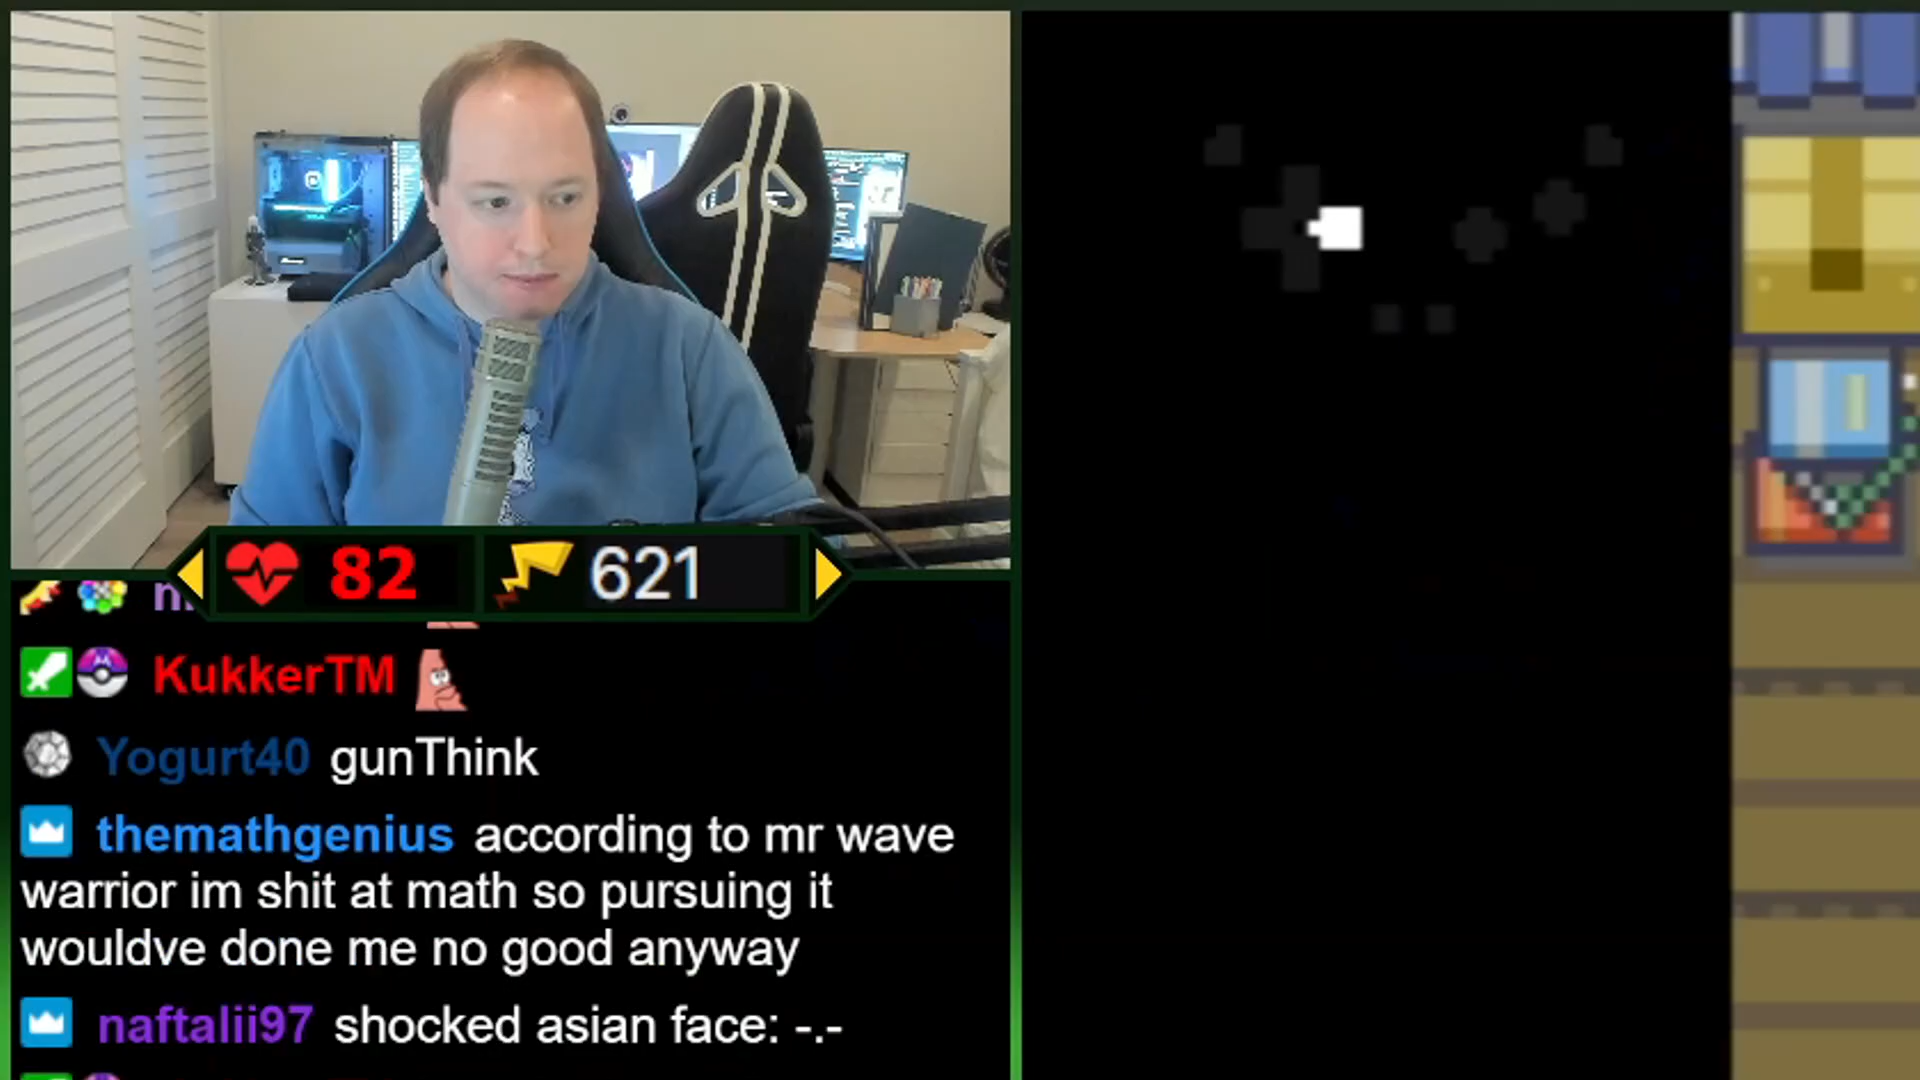 82
621
KukkerTM
Yogurt40 gunThink
themathgenius according to mr wave
warrior im shit at math so pursuing it
wouldve done me no good anyway
naftalii97 shocked asian face: -.-